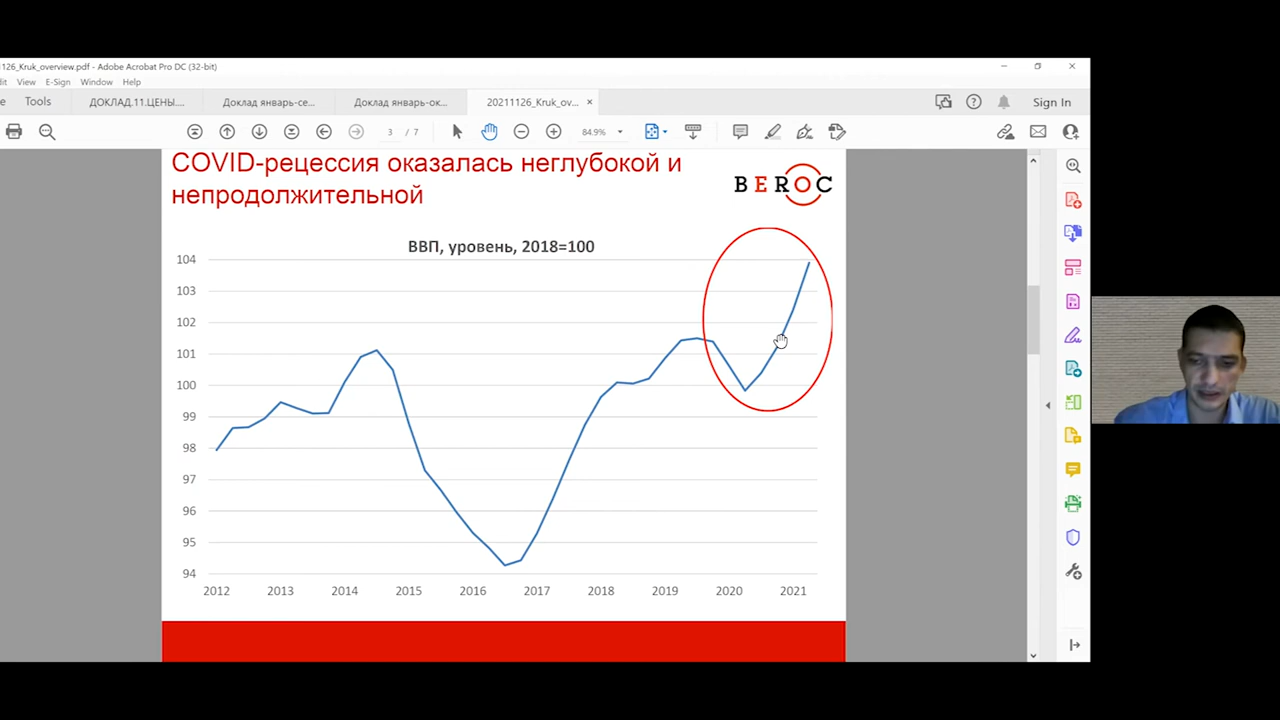 126_Kruk_overview.pdf - Adobe Acrobat Pro DC (32-bit)
View E-Sign Window Help
Tools ДОКЛАД.11.ЦЕНЫ.... Доклад январь-се... Доклад январь-ок... 20211126_Kruk_ov... × Sign In
3 / 7 84.9%
COVID-рецессия оказалась неглубокой и
непродолжительной
BEROC
ВВП, уровень, 2018=100
104
103
102
101
100
99
98
97
96
95
94
2012 2013 2014 2015 2016 2017 2018 2019 2020 2021